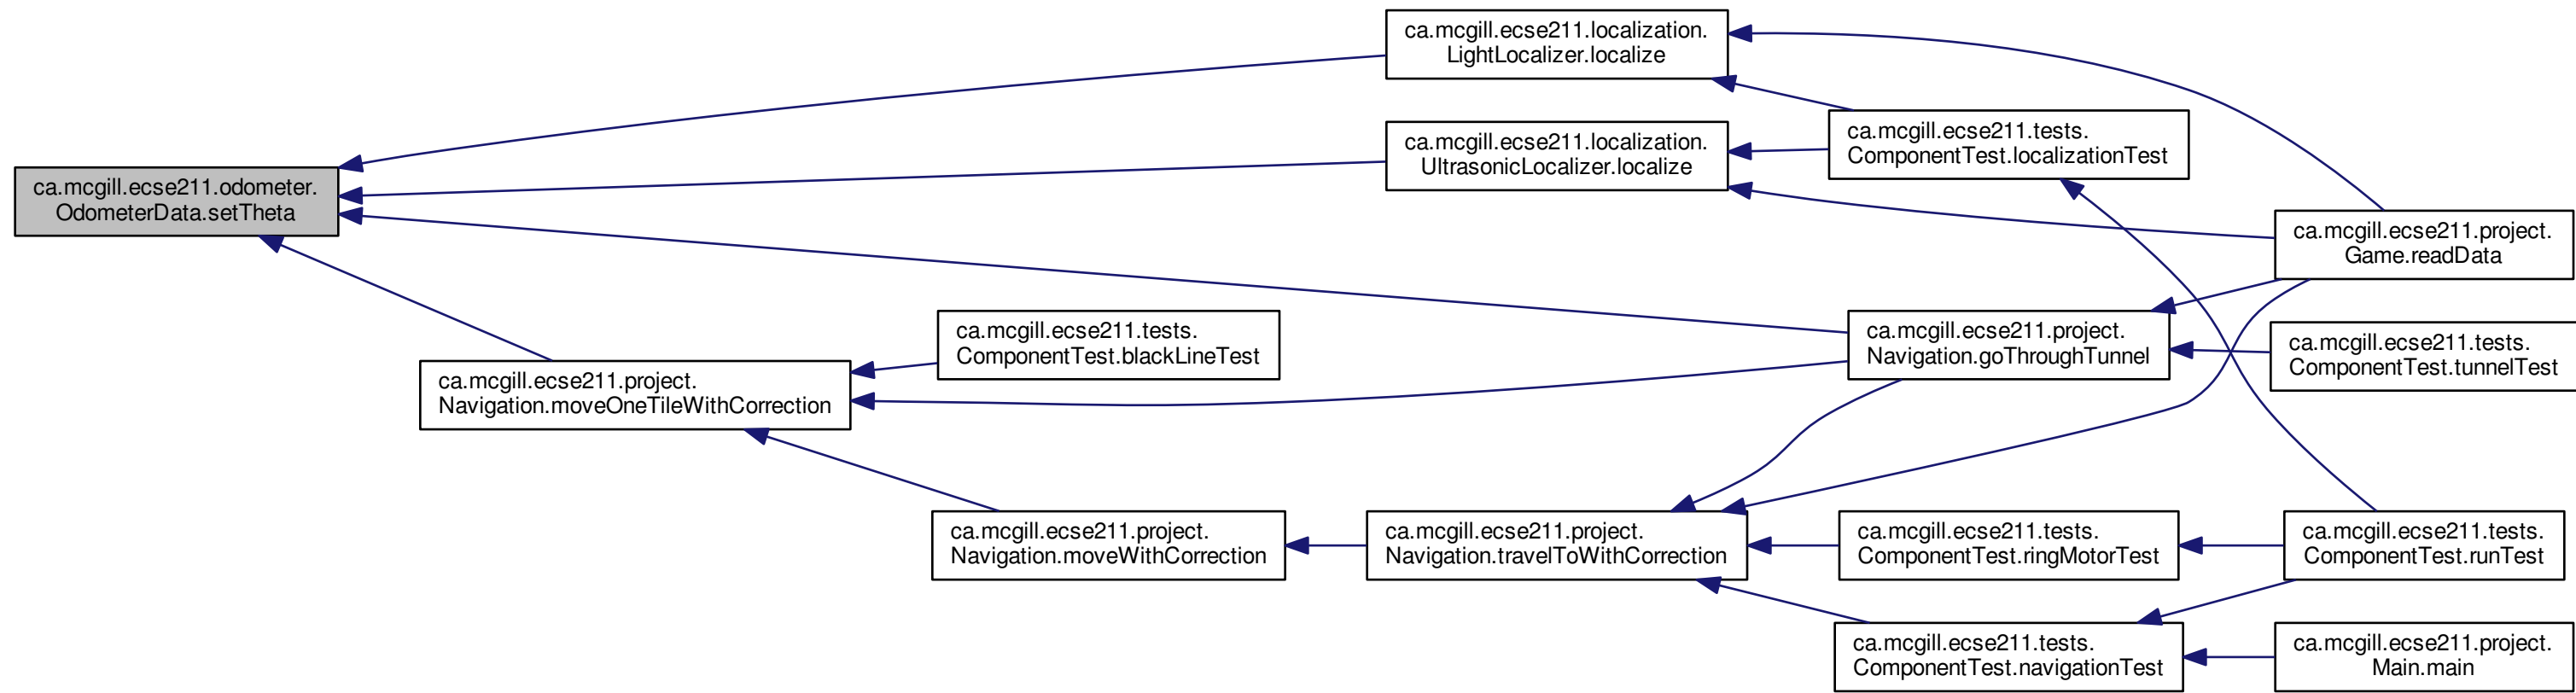 ca.mcgill.ecse211.localization.
LightLocalizer.localize
ca.mcgill.ecse211.tests.
ComponentTest.localizationTest
ca.mcgill.ecse211.localization.
UltrasonicLocalizer.localize
ca.mcgill.ecse211.odometer.
OdometerData.setTheta
ca.mcgill.ecse211.project.
Game.readData
ca.mcgill.ecse211.tests.
ComponentTest.blackLineTest
ca.mcgill.ecse211.project.
Navigation.goThroughTunnel
ca.mcgill.ecse211.tests.
ComponentTest.tunnelTest
ca.mcgill.ecse211.project.
Navigation.moveOneTileWithCorrection
ca.mcgill.ecse211.project.
Navigation.moveWithCorrection
ca.mcgill.ecse211.project.
Navigation.travelToWithCorrection
ca.mcgill.ecse211.tests.
ComponentTest.ringMotorTest
ca.mcgill.ecse211.tests.
ComponentTest.runTest
ca.mcgill.ecse211.tests.
ComponentTest.navigationTest
ca.mcgill.ecse211.project.
Main.main